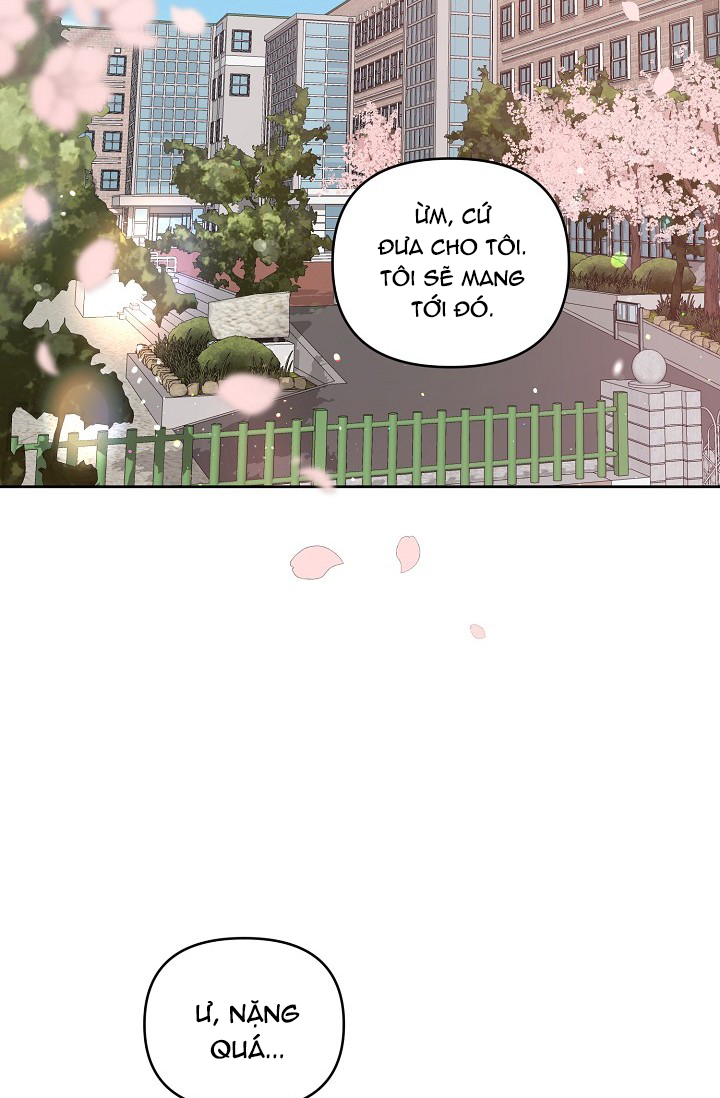 ỪM, CỨ
ĐƯA CHO TÔI.
TÔI SẼ MANG
TỚI ĐÓ.
Ư, NẶNG
QUÁ...